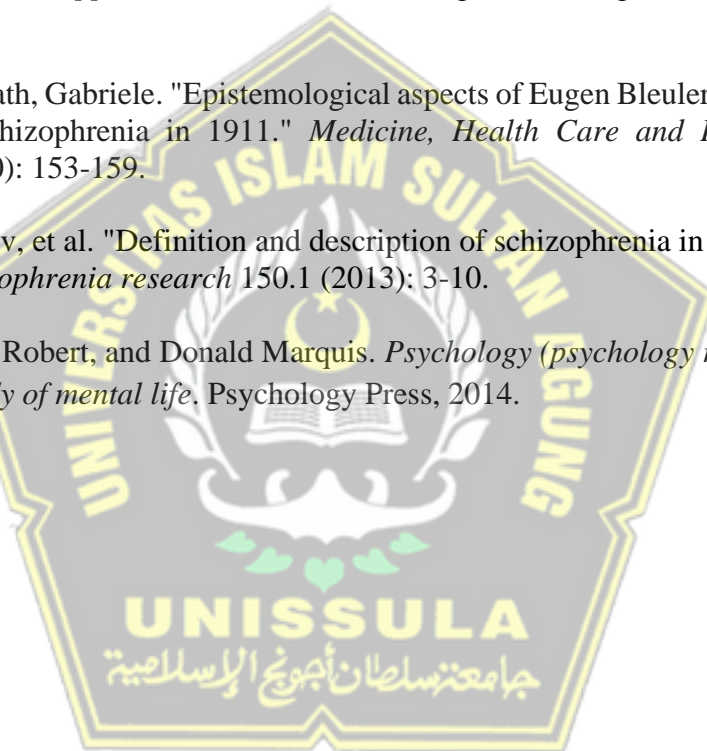 ath, Gabriele. "Epistemological aspects of Eugen Bleuler
hizophrenia in 1911." Medicine, Health Care and
): 153-159.
v, et al. "Definition and description of schizophrenia in
ophrenia research 150.1 (2013): 3-10.
Robert, and Donald Marquis. Psychology (psychology
y of mental life. Psychology Press, 2014.
UNIVERSITAS ISLAM SULTAN AGUNG
UNISSULA
جامعة سلطان أجونج الإسلامية